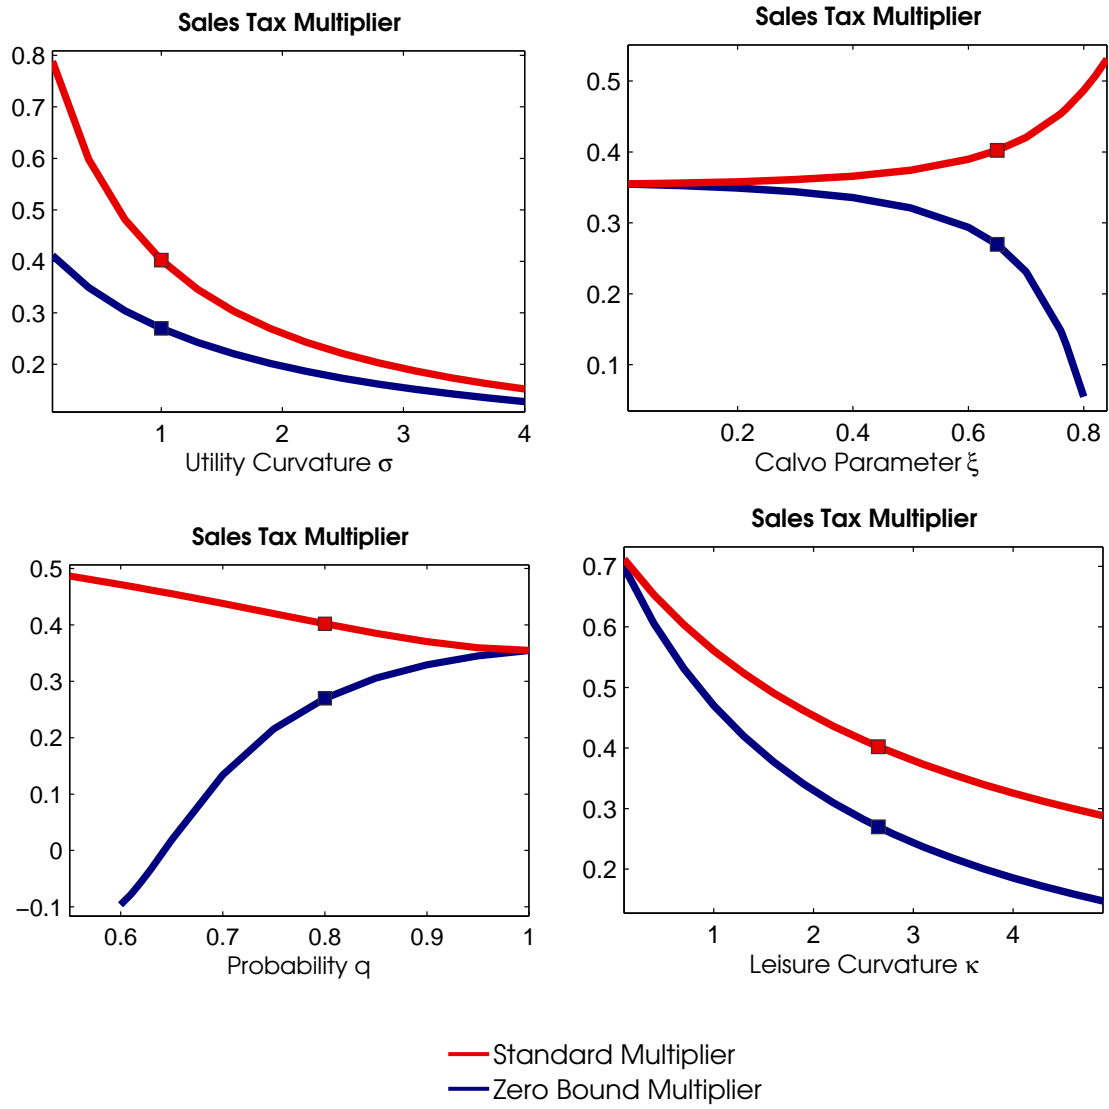 Sales Tax Multiplier
0.8
0.7
0.6
0.5
0.4
0.3
0.2
1 2 3 4
Utility Curvature σ
Sales Tax Multiplier
0.5
0.4
0.3
0.2
0.1
0.2 0.4 0.6 0.8
Calvo Parameter ξ
Sales Tax Multiplier
0.5
0.4
0.3
0.2
0.1
0
−0.1
0.6 0.7 0.8 0.9 1
Probability q
Sales Tax Multiplier
0.7
0.6
0.5
0.4
0.3
0.2
1 2 3 4
Leisure Curvature κ
Standard Multiplier
Zero Bound Multiplier